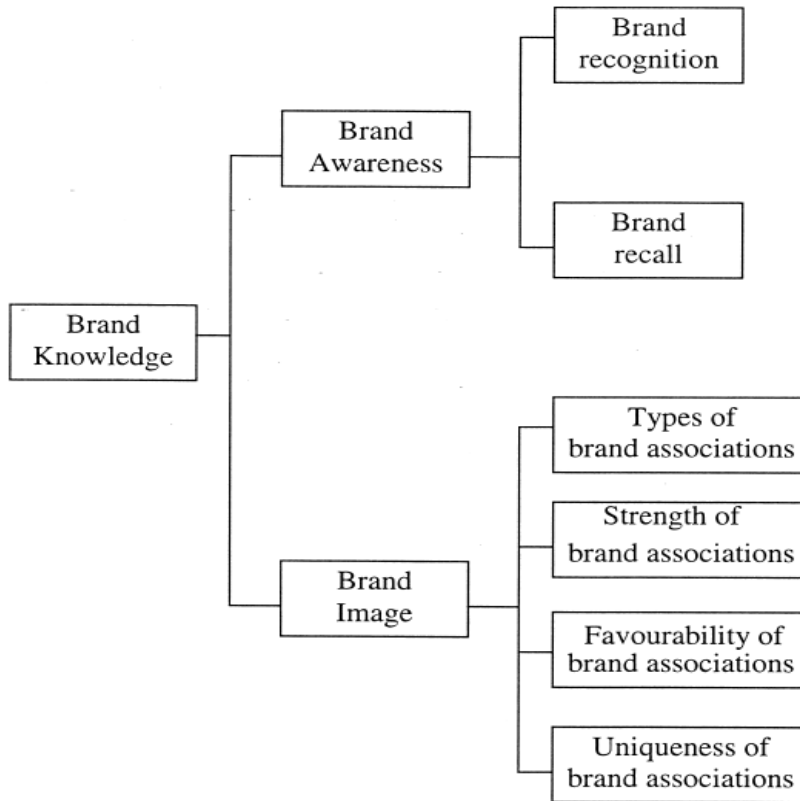 Brand
recognition
Brand
Awareness
Brand
recall
Brand
Knowledge
Types of
brand associations
Strength of
brand associations
Brand
Image
Favourability of
brand associations
Uniqueness of
brand associations